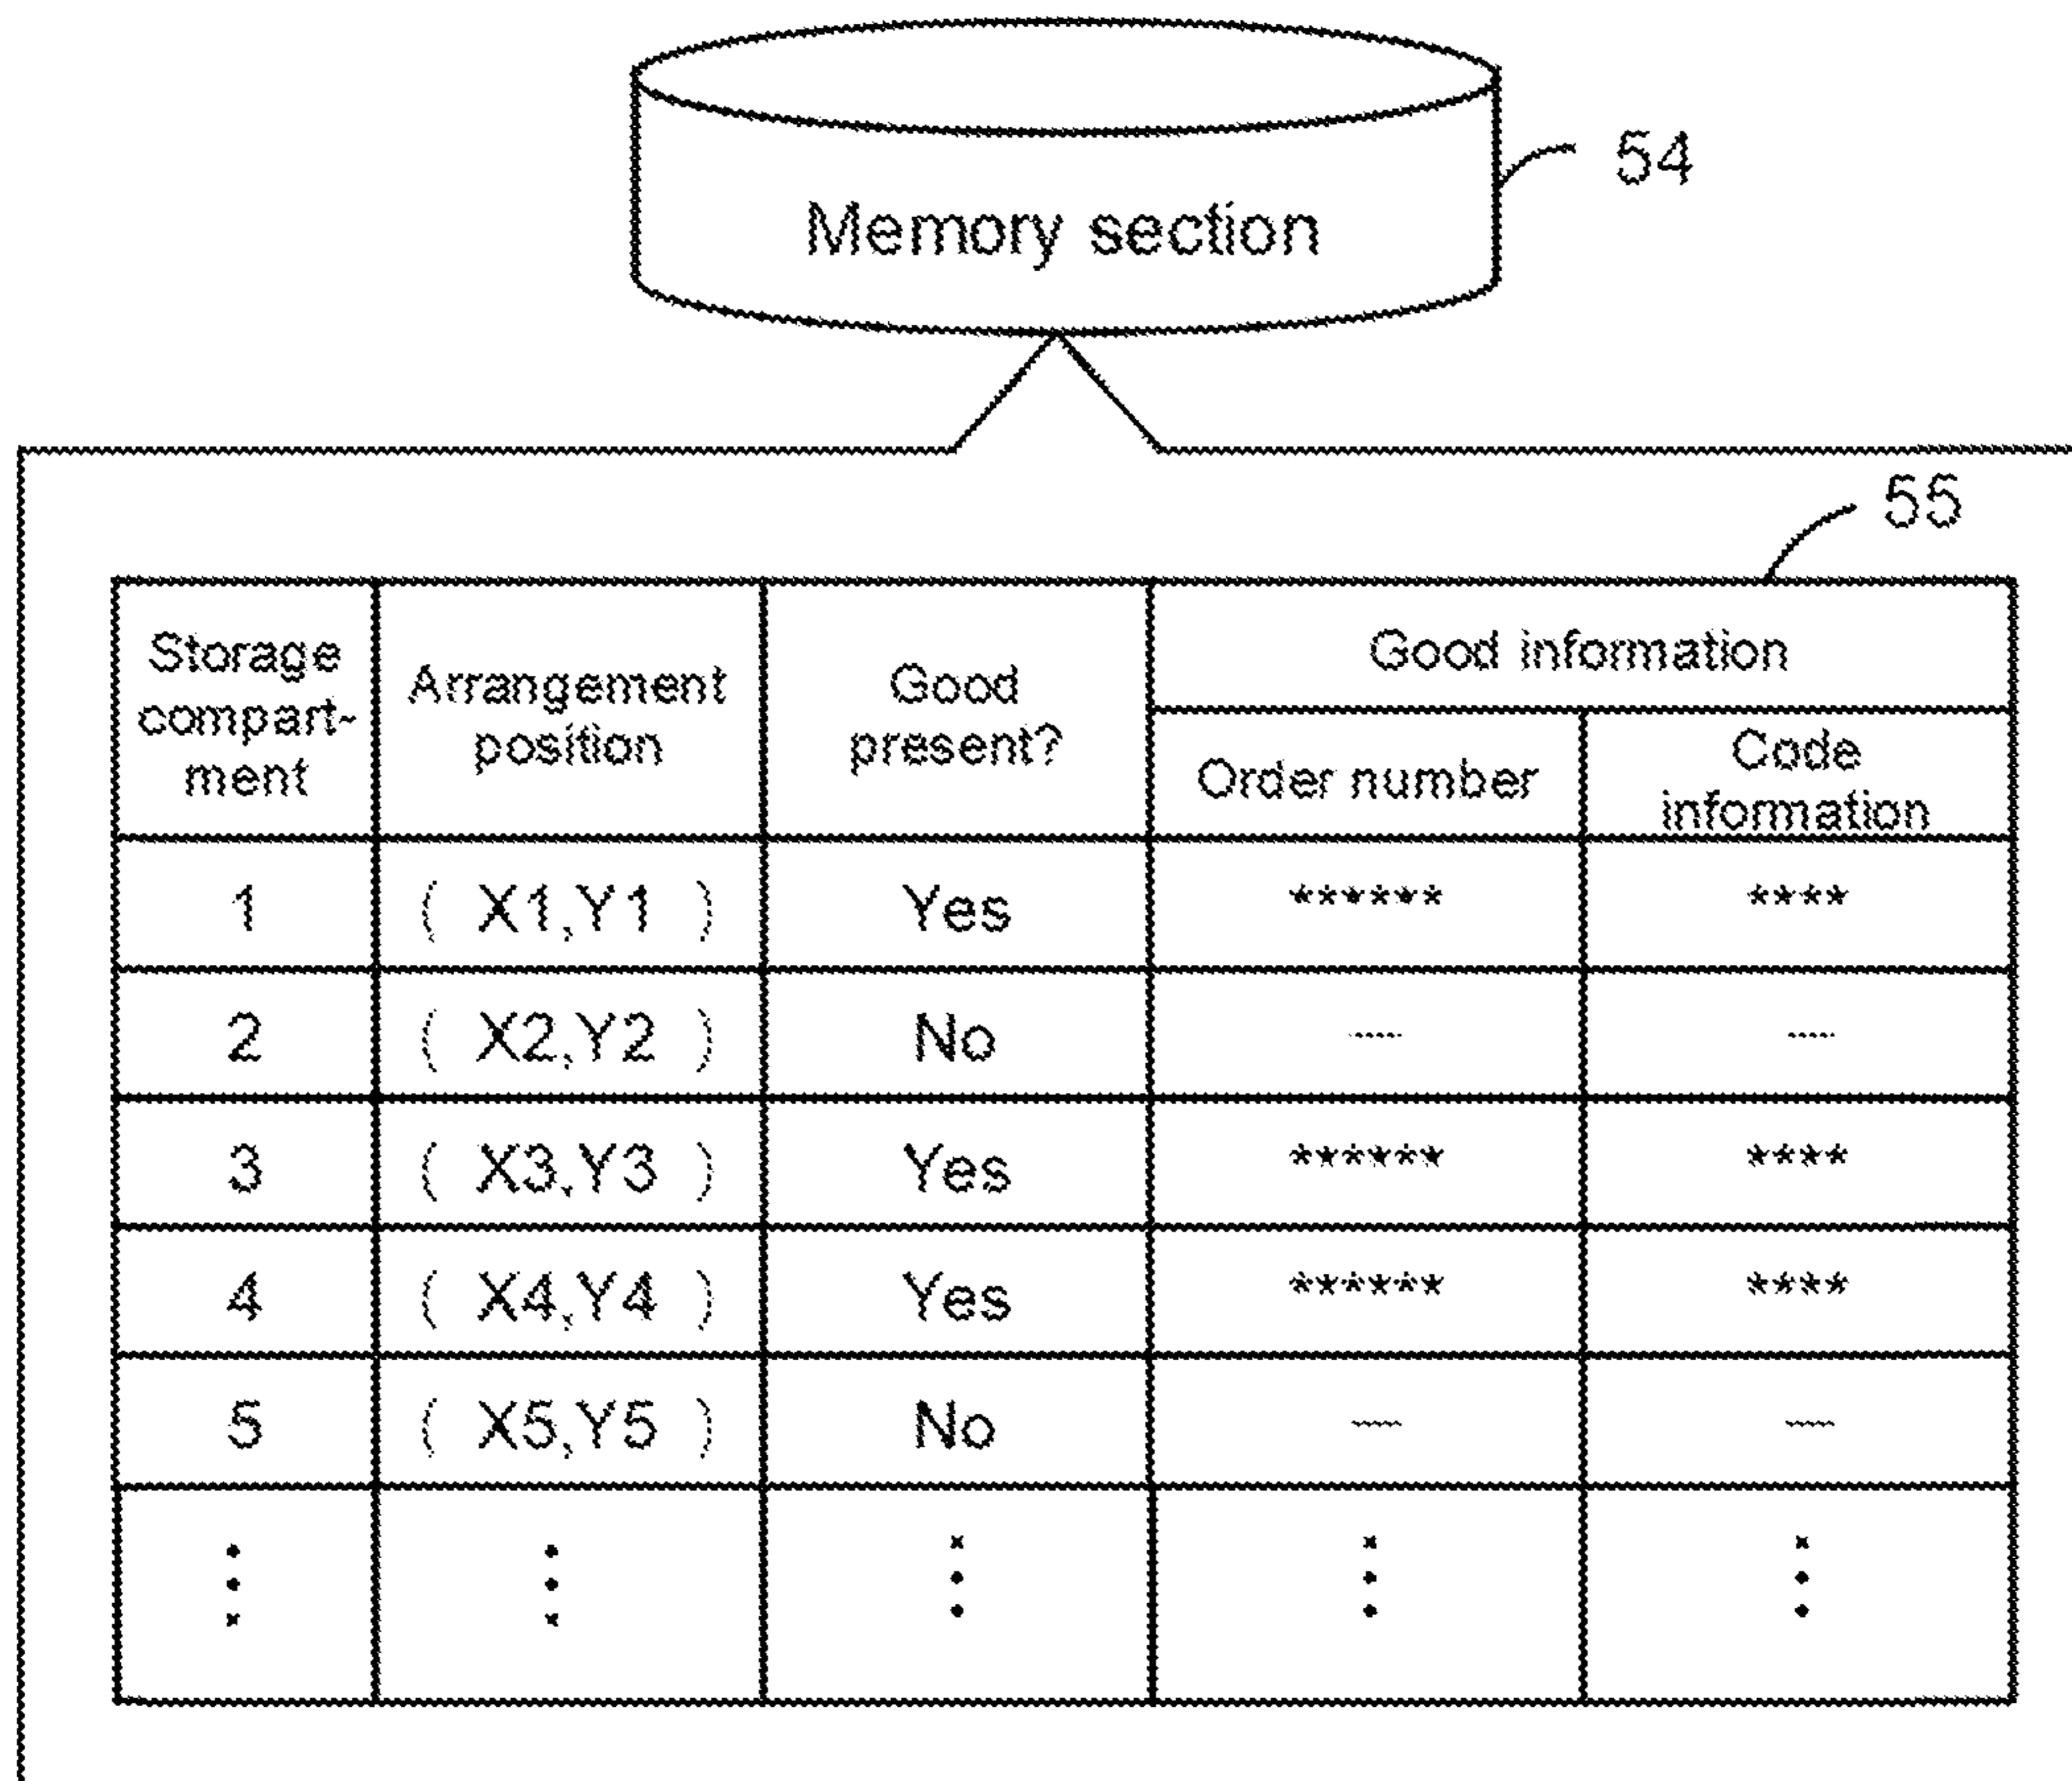 54
Memory section
55
Storage
compart-
ment
Arrangement
position
Good
present?
Good information
Order number
Code
information
1 ( X1,Y1 ) Yes ****** ****
2 ( X2,Y2 ) No — —
3 ( X3,Y3 ) Yes ****** ****
4 ( X4,Y4 ) Yes ****** ****
5 ( X5,Y5 ) No — —